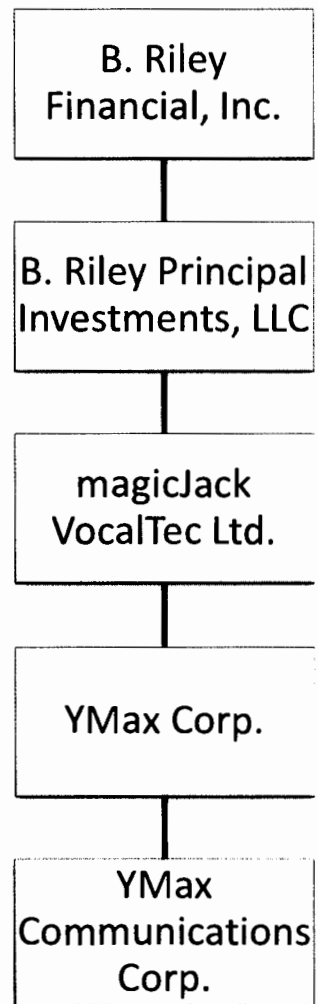 B. Riley
Financial, Inc.
B. Riley Principal
Investments, LLC
magicJack
VocalTec Ltd.
YMax Corp.
YMax
Communications
Corp.